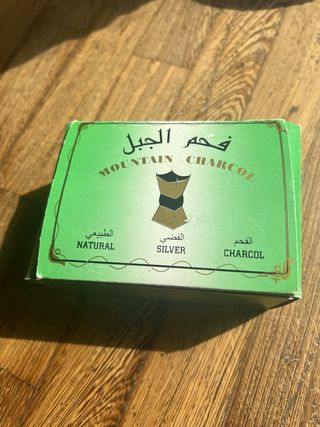 فحم الجبل
MOUNTAIN CHARCOL
الطبيعي
NATURAL
الفضي
SILVER
الفحم
CHARCOL